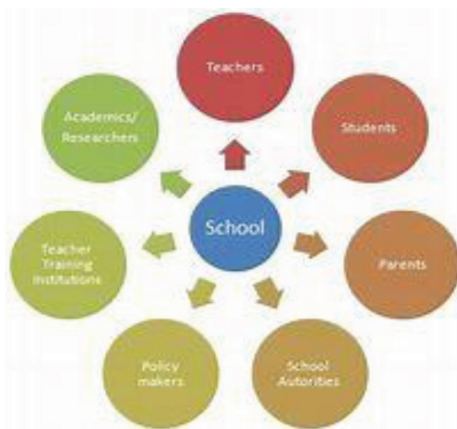 Teachers
Students
Parents
School
Autorities
Policy
makers
Teacher
Training
Institutions
Academics/
Researchers
School